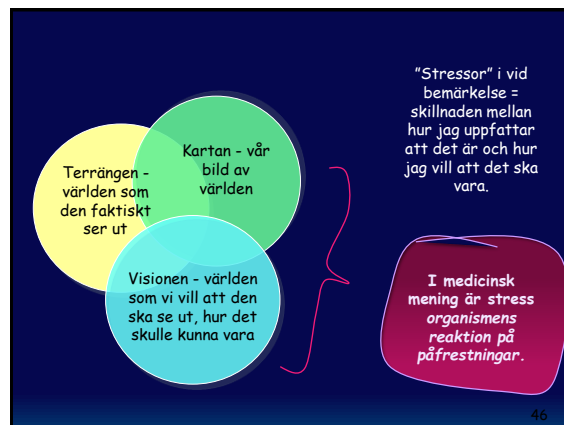 Terrängen -
världen som
den faktiskt
ser ut
Kartan - vår
bild av
världen
Visionen - världen
som vi vill att den
ska se ut, hur det
skulle kunna vara
"Stressor" i vid
bemärkelse =
skillnaden mellan
hur jag uppfattar
att det är och hur
jag vill att det ska
vara.
I medicinsk
mening är stress
organismens
reaktion på
påfrestningar.
46